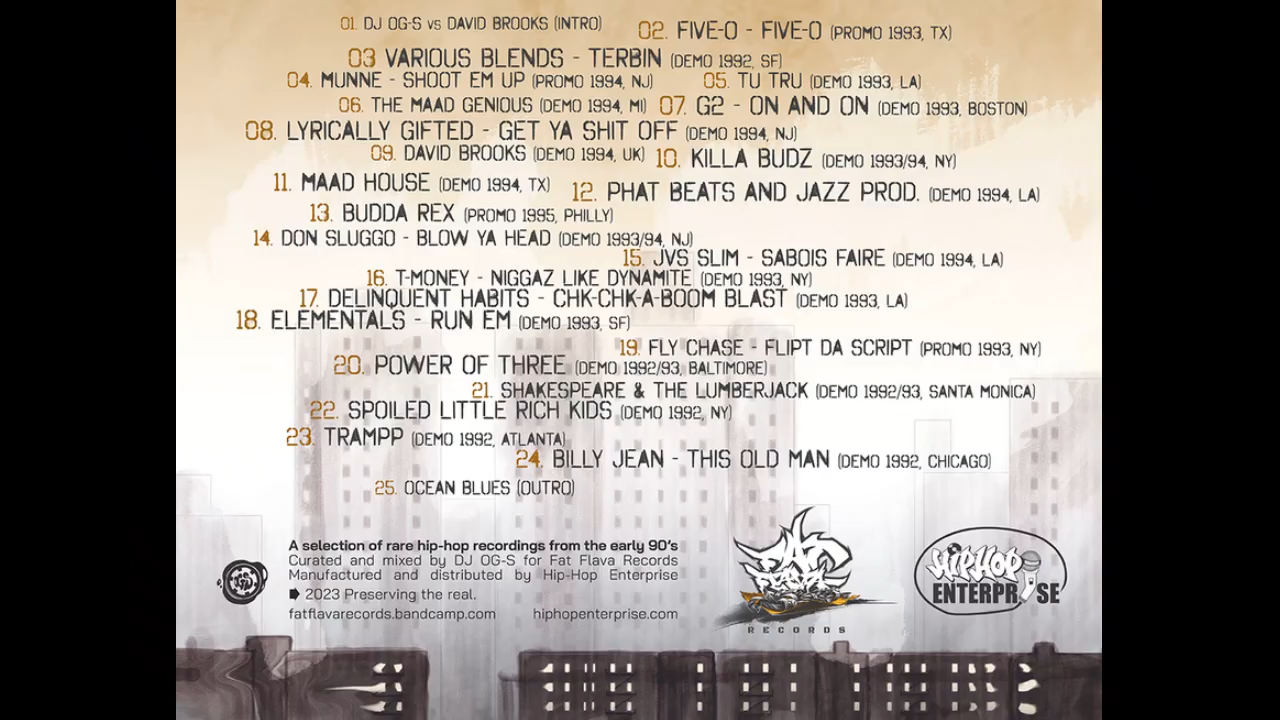 01. DJ OG-S vs DAVID BROOKS (INTRO)
02. FIVE-O - FIVE-O (PROMO 1993, TX)
03 VARIOUS BLENDS - TERBIN (DEMO 1992, SF)
04. MUNNE - SHOOT EM UP (PROMO 1994, NJ)
05. TU TRU (DEMO 1993, LA)
06. THE MAAD GENIOUS (DEMO 1994, MI)
07. G2 - ON AND ON (DEMO 1993, BOSTON)
08. LYRICALLY GIFTED - GET YA SHIT OFF (DEMO 1994, NJ)
09. DAVID BROOKS (DEMO 1994, UK)
10. KILLA BUDZ (DEMO 1993/94, NY)
11. MAAD HOUSE (DEMO 1994, TX)
12. PHAT BEATS AND JAZZ PROD. (DEMO 1994, LA)
13. BUDDA REX (PROMO 1995, PHILLY)
14. DON SLUGGO - BLOW YA HEAD (DEMO 1993/94, NJ)
15. JVS SLIM - SABOIS FAIRE (DEMO 1994, LA)
16. T-MONEY - NIGGAZ LIKE DYNAMITE (DEMO 1993, NY)
17. DELINQUENT HABITS - CHK-CHK-A-BOOM BLAST (DEMO 1993, LA)
18. ELEMENTALS - RUN EM (DEMO 1993, SF)
19. FLY CHASE - FLIPT DA SCRIPT (PROMO 1993, NY)
20. POWER OF THREE (DEMO 1992/93, BALTIMORE)
21. SHAKESPEARE & THE LUMBERJACK (DEMO 1992/93, SANTA MONICA)
22. SPOILED LITTLE RICH KIDS (DEMO 1992, NY)
23. TRAMPP (DEMO 1992, ATLANTA)
24. BILLY JEAN - THIS OLD MAN (DEMO 1992, CHICAGO)
25. OCEAN BLUES (OUTRO)
A selection of rare hip-hop recordings from the early 90's
Curated and mixed by DJ OG-S for Fat Flava Records
Manufactured and distributed by Hip-Hop Enterprise
2023 Preserving the real.
fatflavarecords.bandcamp.com hiphopenterprise.com
RECORDS
HIPHOP
ENTERPRISE